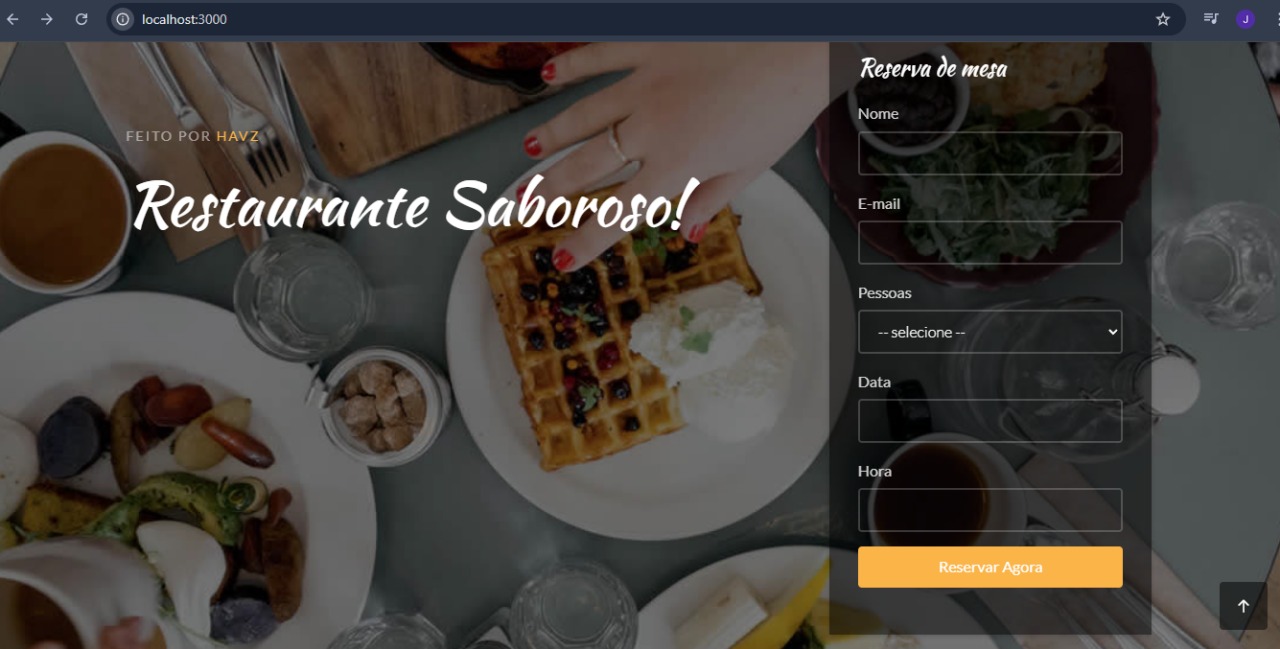 localhost:3000
J
FEITO POR HAVZ
Restaurante Saboroso!
Reserva de mesa
Nome
E-mail
Pessoas
-- selecione --
Data
Hora
Reservar Agora